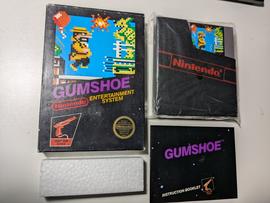 GUMSHOE
Nintendo
ENTERTAINMENT
SYSTEM
Nintendo
GUMSHOE
INSTRUCTION BOOKLET